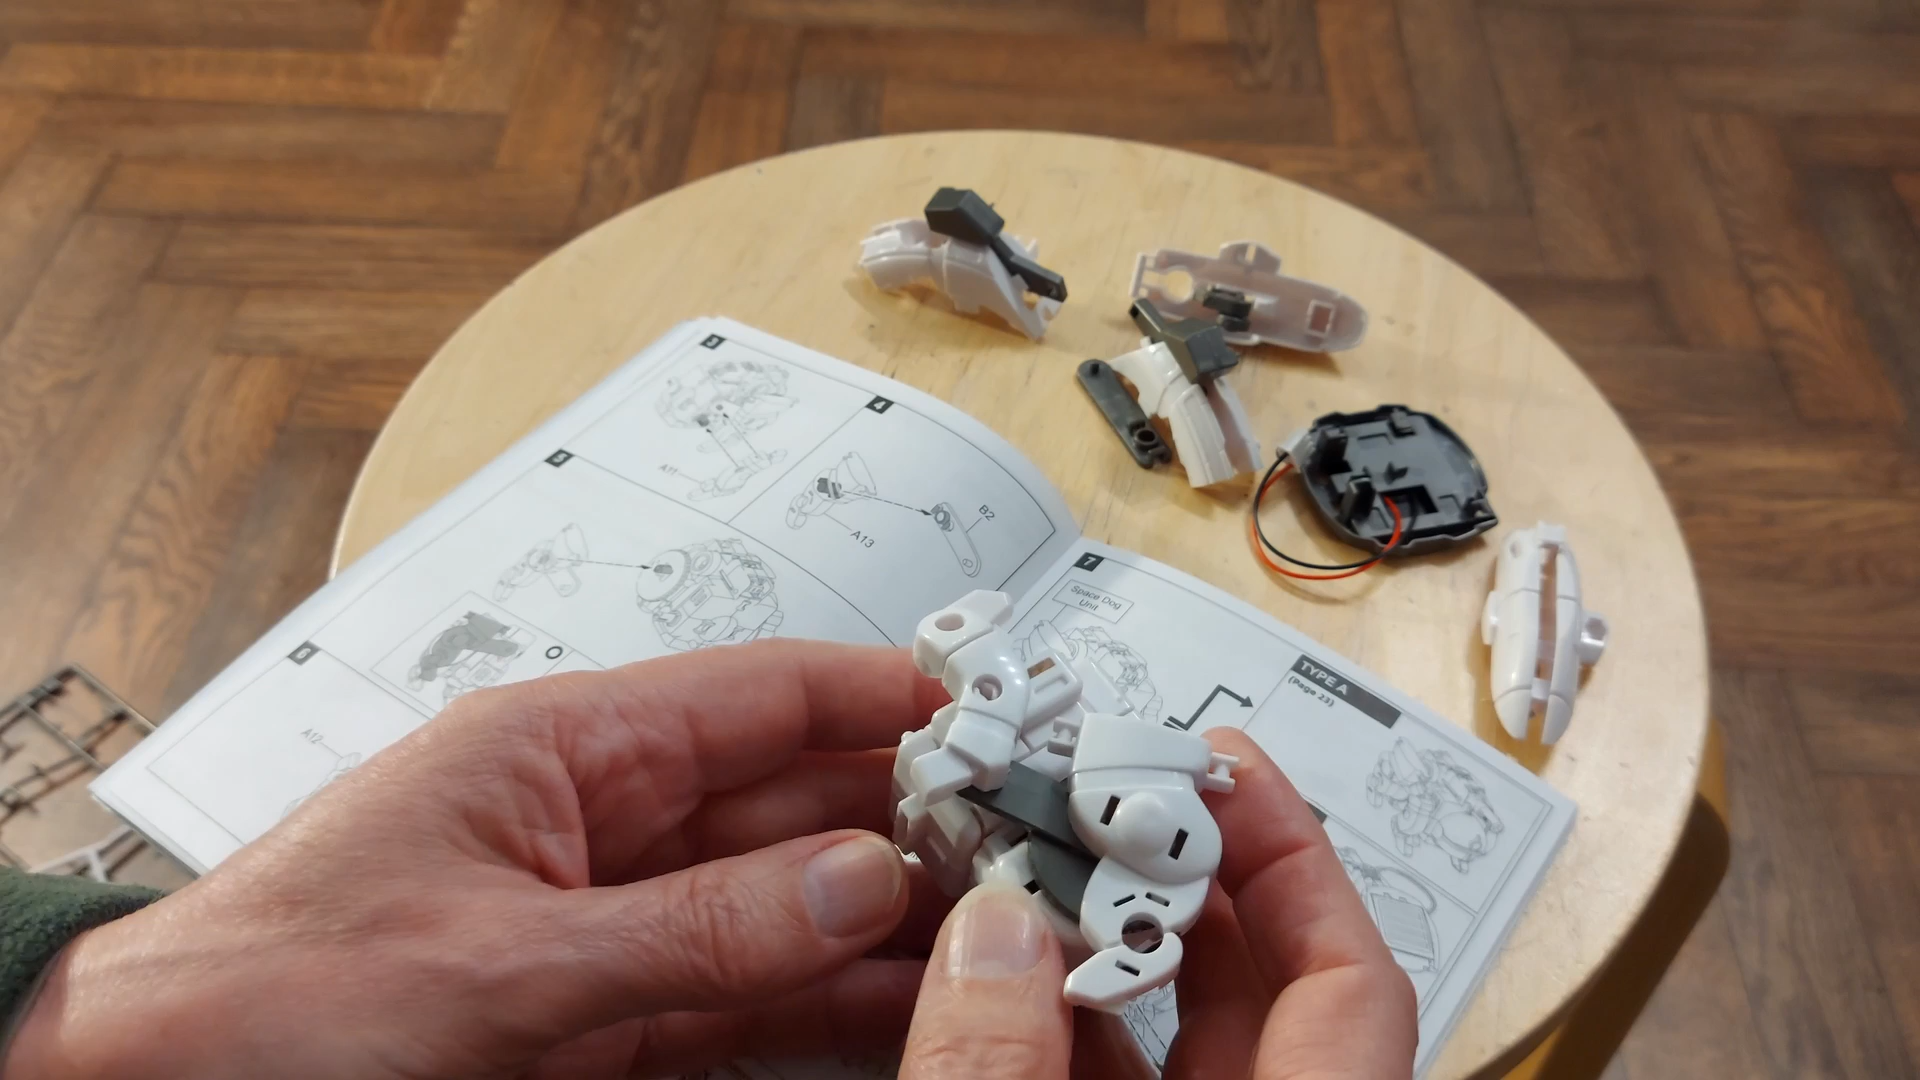 3
A11
4
B2
A13
5
6
A12
7
Space Dog
Unit
TYPE A
(Page 23)